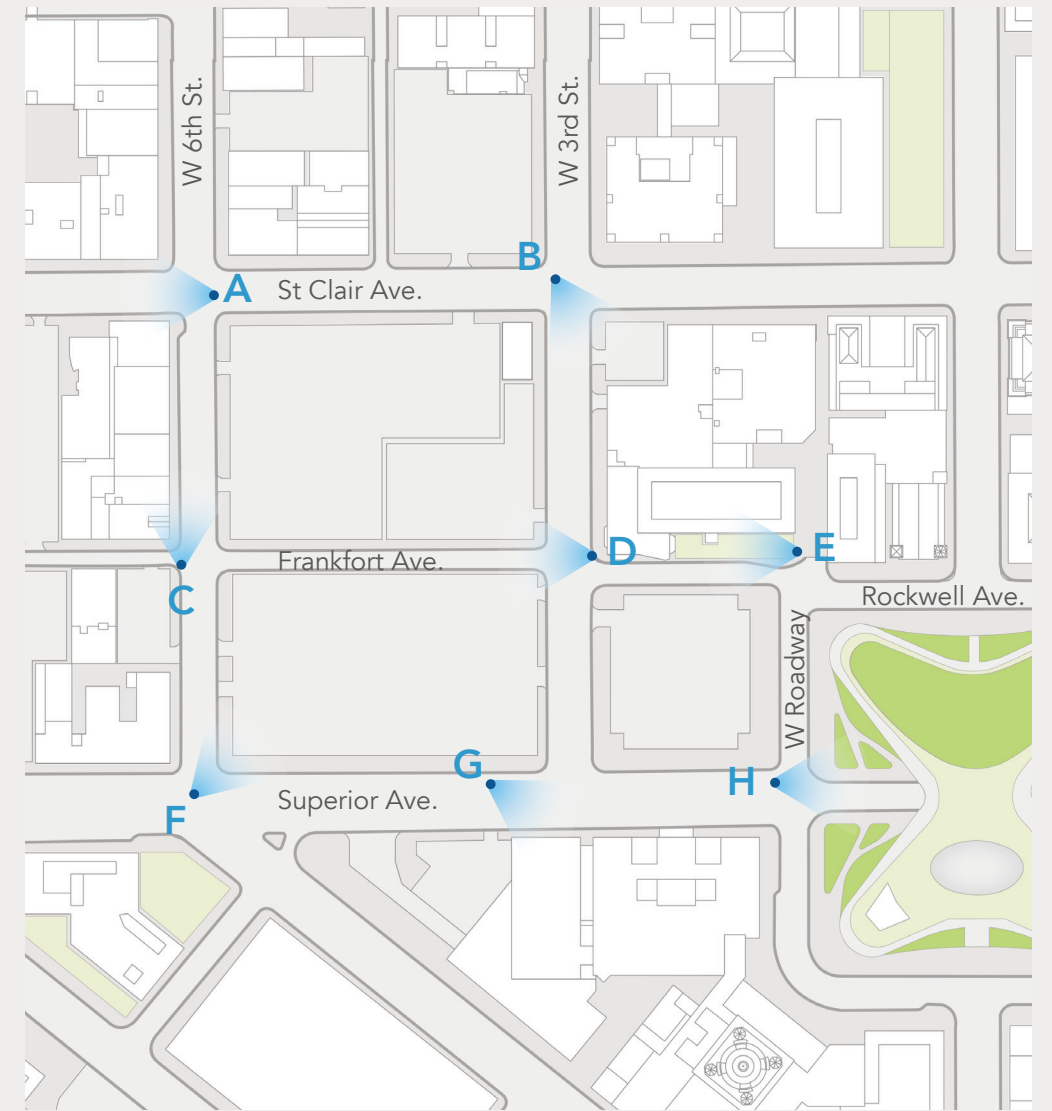 W 6th St.
W 3rd St.
B
A
St Clair Ave.
D
E
Frankfort Ave.
C
Rockwell Ave.
W Roadway
G
H
F
Superior Ave.